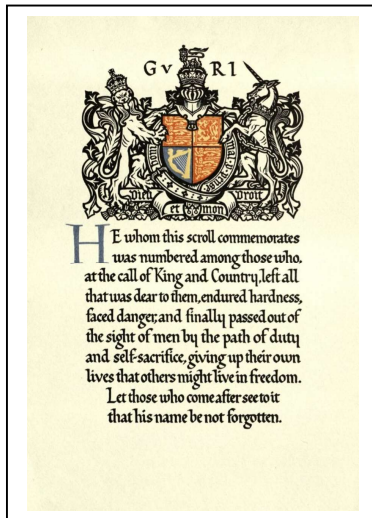 G V R I
Dieu et mon droit
HE whom this scroll commemorates
was numbered among those who,
at the call of King and Country, left all
that was dear to them, endured hardness,
faced danger, and finally passed out of
the sight of men by the path of duty
and self-sacrifice, giving up their own
lives that others might live in freedom.
Let those who come after see to it
that his name be not forgotten.